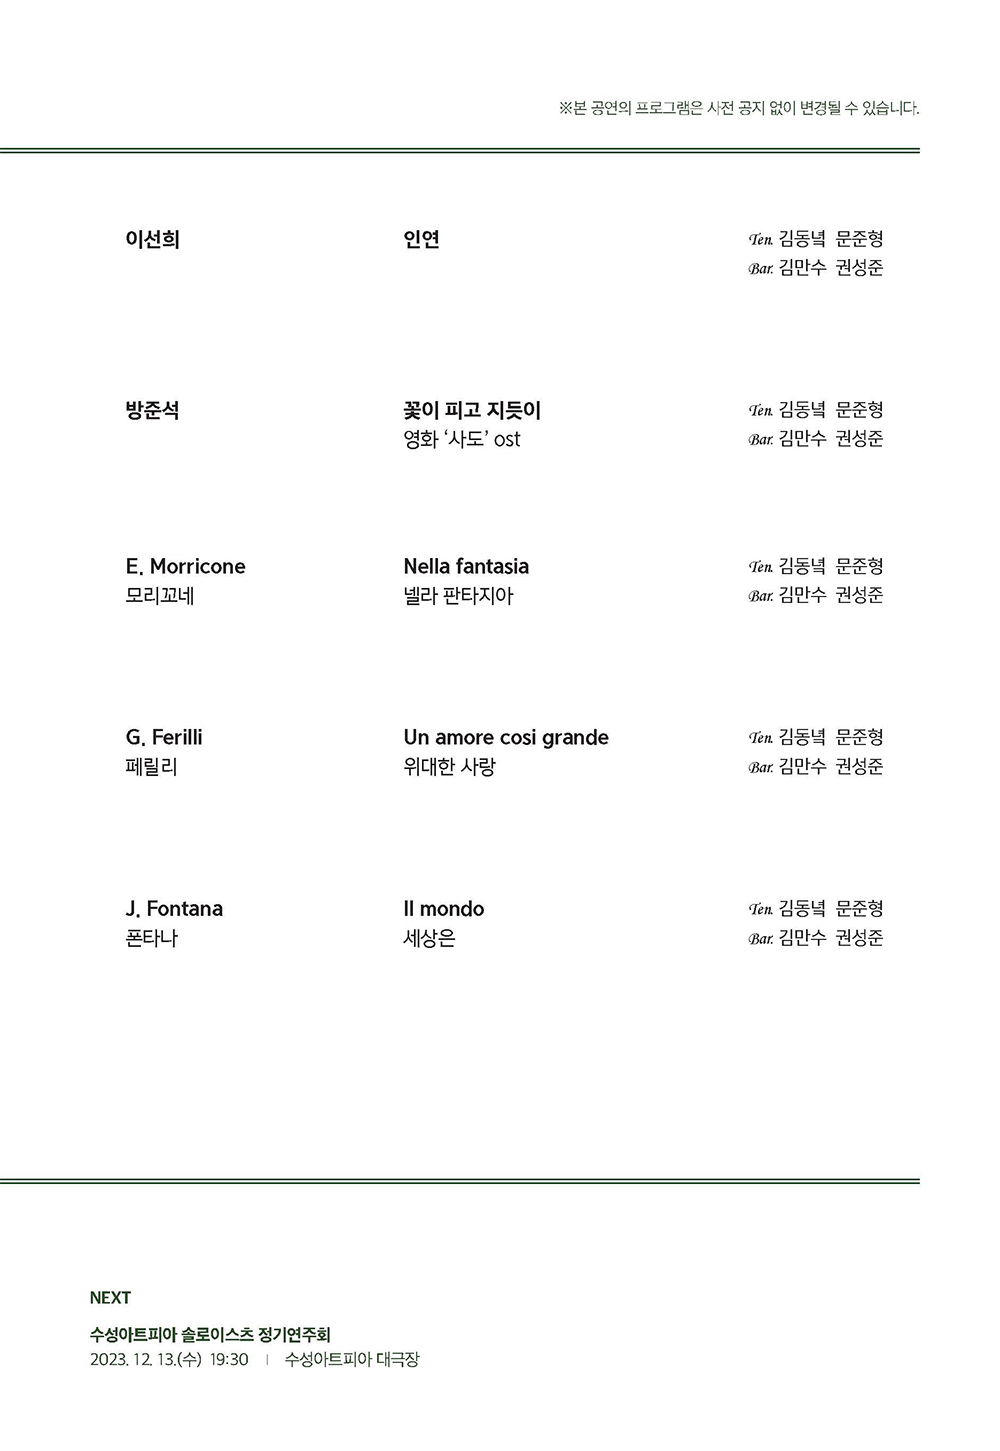 ※본 공연의 프로그램은 사전 공지 없이 변경될 수 있습니다.
이선희 인연 Ten. 김동녘 문준형
Bar. 김만수 권성준
방준석 꽃이 피고 지듯이 Ten. 김동녘 문준형
영화 ‘사도’ ost Bar. 김만수 권성준
E. Morricone Nella fantasia Ten. 김동녘 문준형
모리꼬네 넬라 판타지아 Bar. 김만수 권성준
G. Ferilli Un amore cosi grande Ten. 김동녘 문준형
페릴리 위대한 사랑 Bar. 김만수 권성준
J. Fontana Il mondo Ten. 김동녘 문준형
폰타나 세상은 Bar. 김만수 권성준
NEXT
수성아트피아 솔로이스츠 정기연주회
2023. 12. 13.(수) 19:30 | 수성아트피아 대극장